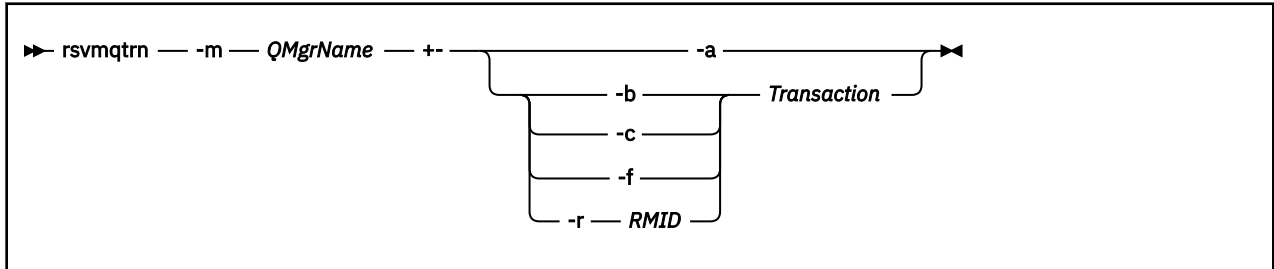 rsvmqtrn -m QMgrName +- -a
-b Transaction
-c
-f
-r RMID